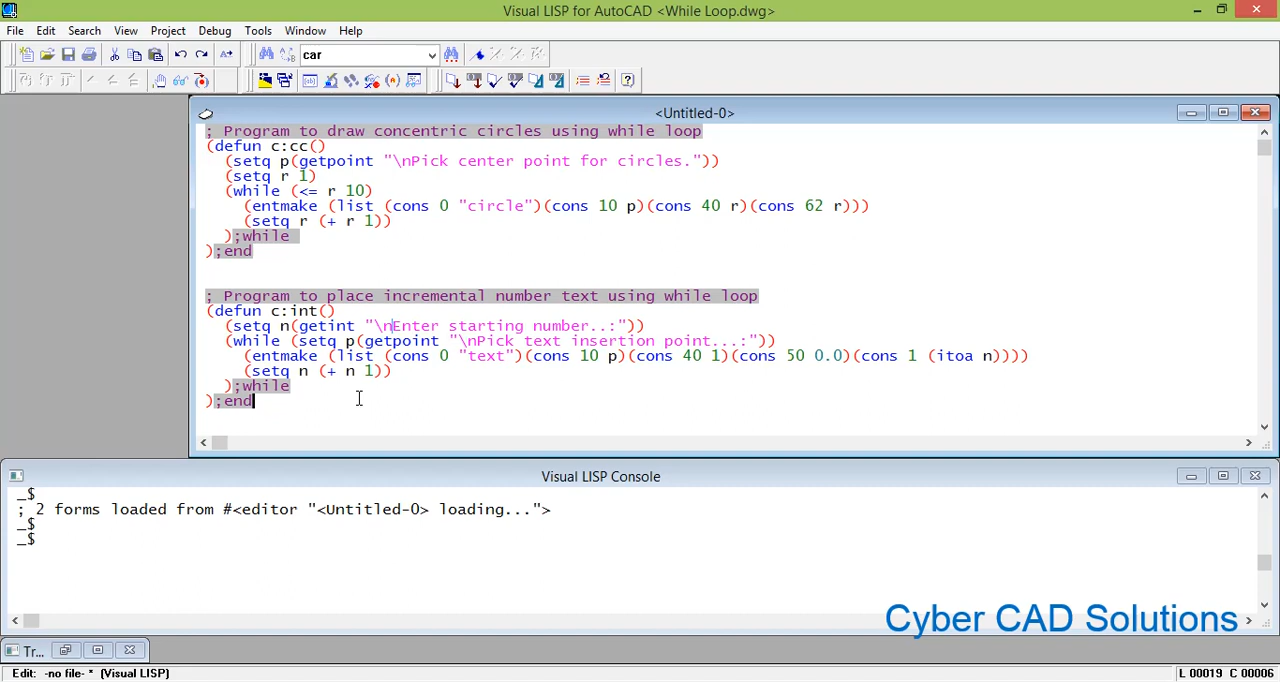 Visual LISP for AutoCAD <While Loop.dwg>
File Edit Search View Project Debug Tools Window Help
car
<Untitled-0>
; Program to draw concentric circles using while loop
(defun c:cc()
(setq p(getpoint "\nPick center point for circles."))
(setq r 1)
(while (<= r 10)
(entmake (list (cons 0 "circle")(cons 10 p)(cons 40 r)(cons 62 r)))
(setq r (+ r 1))
);while
);end
; Program to place incremental number text using while loop
(defun c:int()
(setq n(getint "\nEnter starting number..:"))
(while (setq p(getpoint "\nPick text insertion point...:"))
(entmake (list (cons 0 "text")(cons 10 p)(cons 40 1)(cons 50 0.0)(cons 1 (itoa n))))
(setq n (+ n 1))
);while
);end
Visual LISP Console
_$
; 2 forms loaded from #<editor "<Untitled-0> loading...">
_$
_$
Cyber CAD Solutions
Tr...
Edit: -no file- * (Visual LISP) L 00019 C 00006